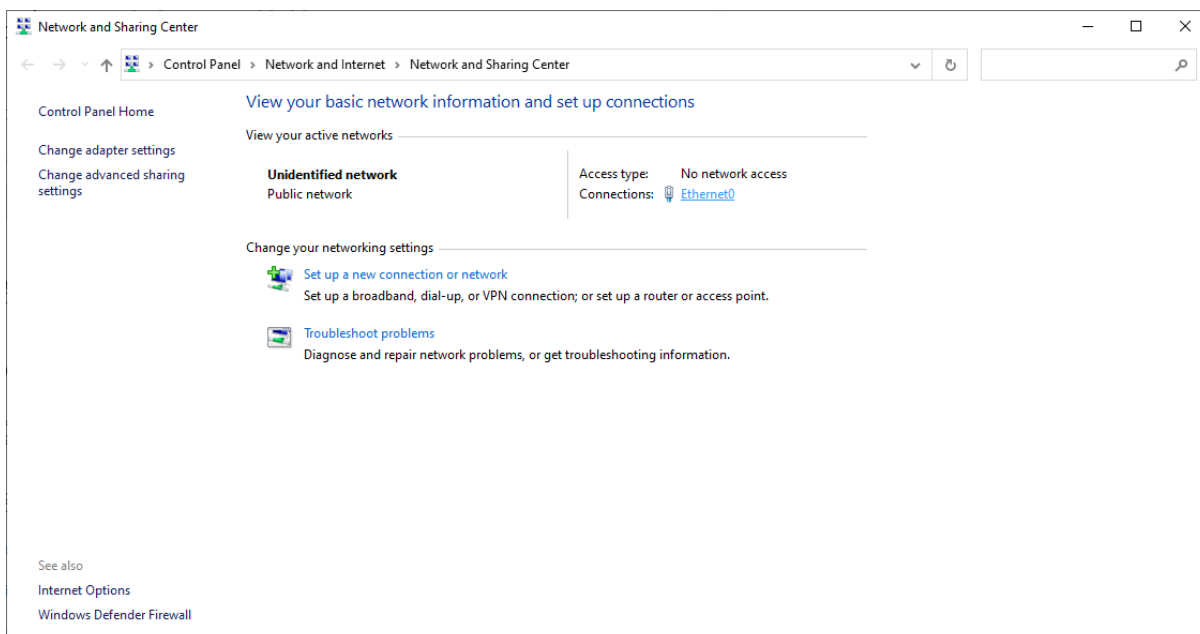 Network and Sharing Center
Control Panel > Network and Internet > Network and Sharing Center
Control Panel Home
Change adapter settings
Change advanced sharing
settings
View your basic network information and set up connections
View your active networks
Unidentified network
Public network
Access type: No network access
Connections: Ethernet0
Change your networking settings
Set up a new connection or network
Set up a broadband, dial-up, or VPN connection; or set up a router or access point.
Troubleshoot problems
Diagnose and repair network problems, or get troubleshooting information.
See also
Internet Options
Windows Defender Firewall